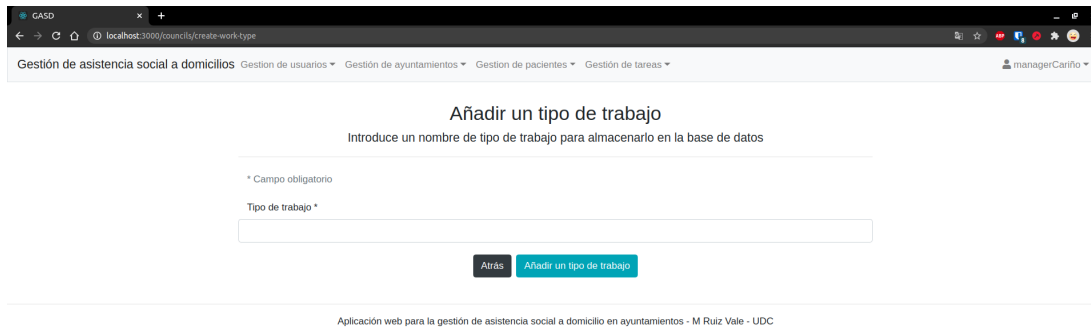 GASD
localhost:3000/councils/create-work-type
Gestión de asistencia social a domicilios Gestion de usuarios Gestión de ayuntamientos Gestion de pacientes Gestión de tareas managerCariño
Añadir un tipo de trabajo
Introduce un nombre de tipo de trabajo para almacenarlo en la base de datos
* Campo obligatorio
Tipo de trabajo *
Atrás Añadir un tipo de trabajo
Aplicación web para la gestión de asistencia social a domicilio en ayuntamientos - M Ruiz Vale - UDC